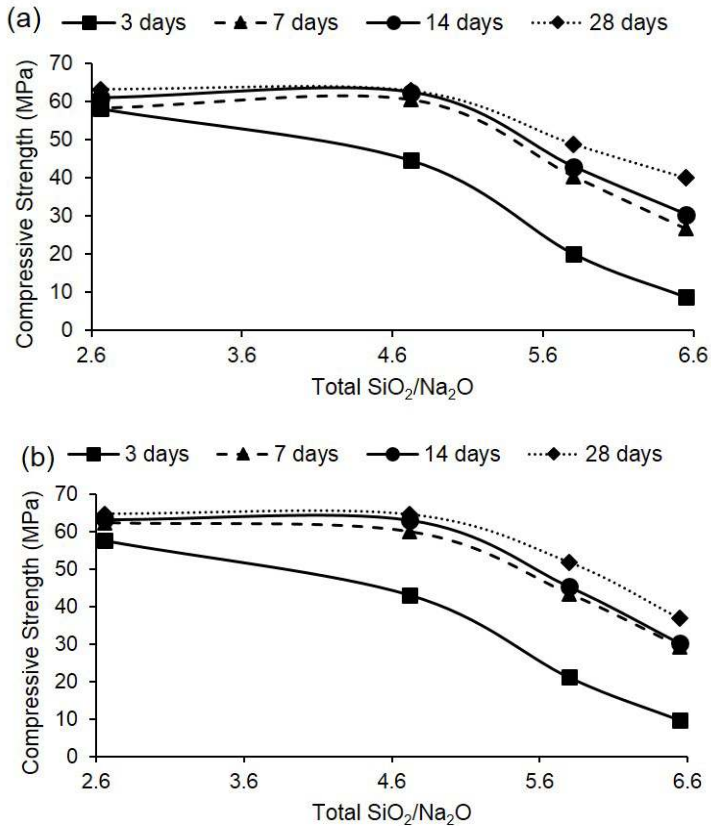 (a)
3 days 7 days 14 days 28 days
Compressive Strength (MPa)
70
60
50
40
30
20
10
0
2.6 3.6 4.6 5.6 6.6
Total SiO₂/Na₂O
(b)
3 days 7 days 14 days 28 days
Compressive Strength (MPa)
70
60
50
40
30
20
10
0
2.6 3.6 4.6 5.6 6.6
Total SiO₂/Na₂O